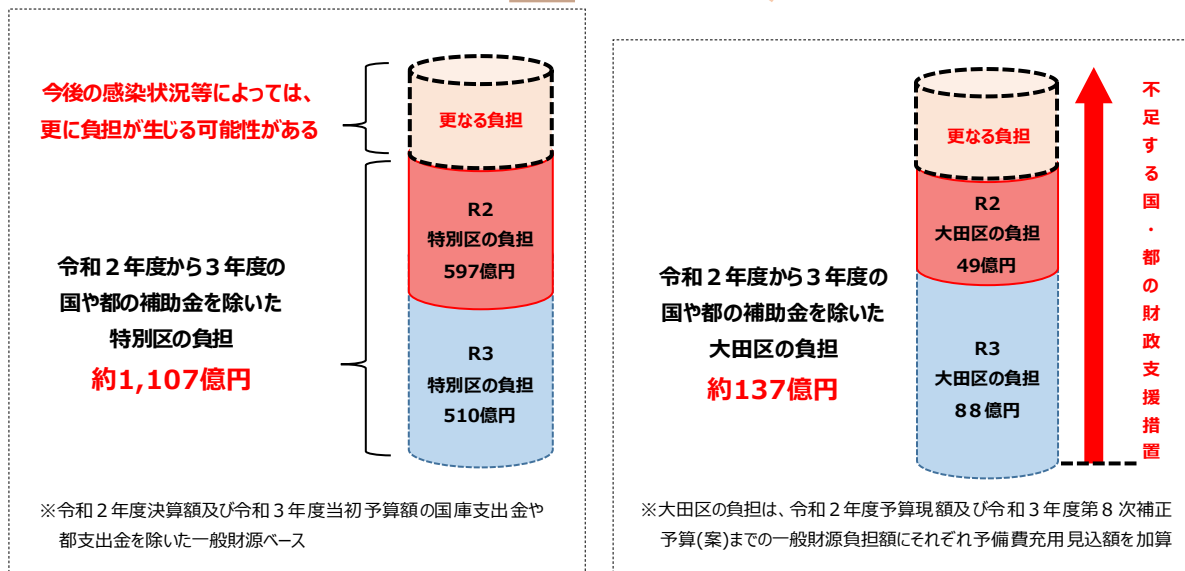 今後の感染状況等によっては、
更に負担が生じる可能性がある
更なる負担
R2
特別区の負担
597億円
令和２年度から３年度の
国や都の補助金を除いた
特別区の負担
約1,107億円
R3
特別区の負担
510億円
※令和２年度決算額及び令和３年度当初予算額の国庫支出金や
都支出金を除いた一般財源ベース
更なる負担
R2
大田区の負担
49億円
令和２年度から３年度の
国や都の補助金を除いた
大田区の負担
約137億円
R3
大田区の負担
８８億円
不足する国・都の財政支援措置
※大田区の負担は、令和２年度予算現額及び令和３年度第８次補正
予算(案)までの一般財源負担額にそれぞれ予備費充用見込額を加算